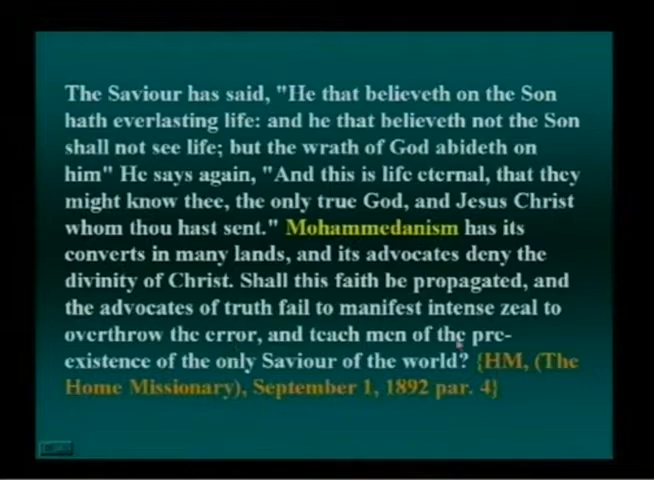 The Saviour has said, "He that believeth on the Son
hath everlasting life: and he that believeth not the Son
shall not see life; but the wrath of God abideth on
him" He says again, "And this is life eternal, that they
might know thee, the only true God, and Jesus Christ
whom thou hast sent." Mohammedanism has its
converts in many lands, and its advocates deny the
divinity of Christ. Shall this faith be propagated, and
the advocates of truth fail to manifest intense zeal to
overthrow the error, and teach men of the pre-
existence of the only Saviour of the world? {HM, (The
Home Missionary), September 1, 1892 par. 4}